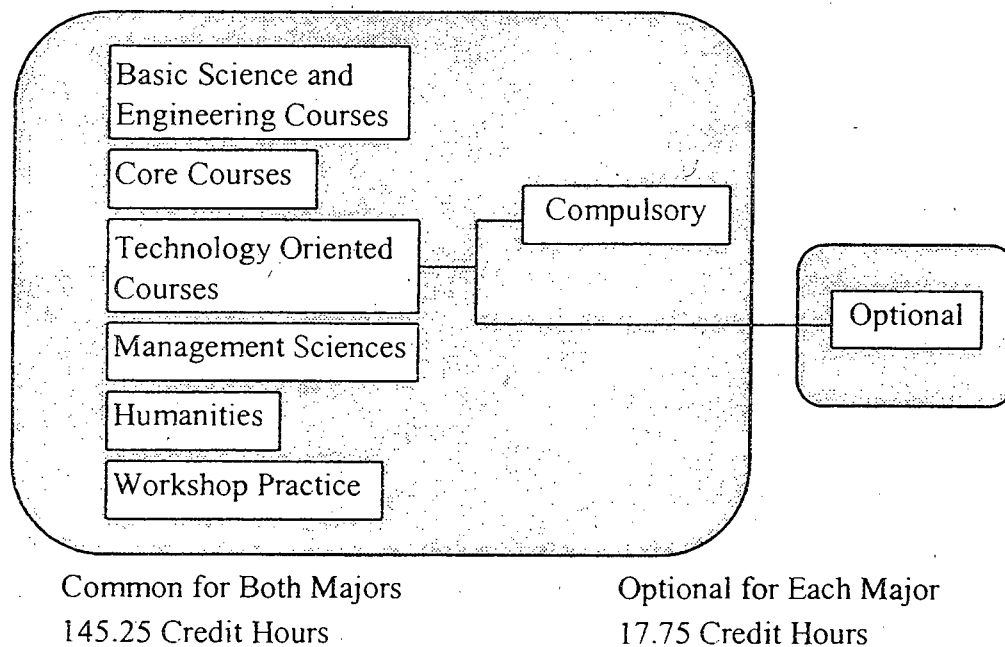 Basic Science and
Engineering Courses
Core Courses
Technology Oriented
Courses
Management Sciences
Humanities
Workshop Practice
Compulsory
Optional
Common for Both Majors
145.25 Credit Hours
Optional for Each Major
17.75 Credit Hours